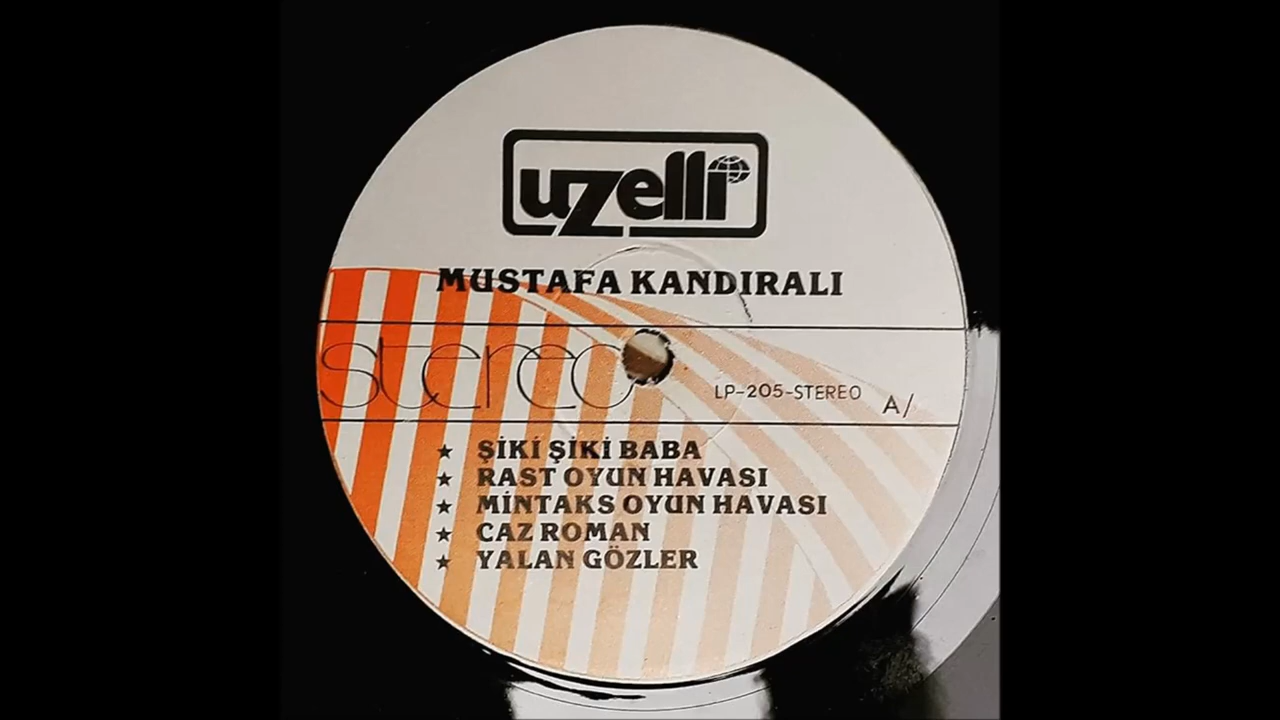 uzelli
MUSTAFA KANDIRALI
stereo
LP-205-STEREO A/
ŞİKİ ŞİKİ BABA
RAST OYUN HAVASI
MİNTAKS OYUN HAVASI
CAZ ROMAN
YALAN GÖZLER